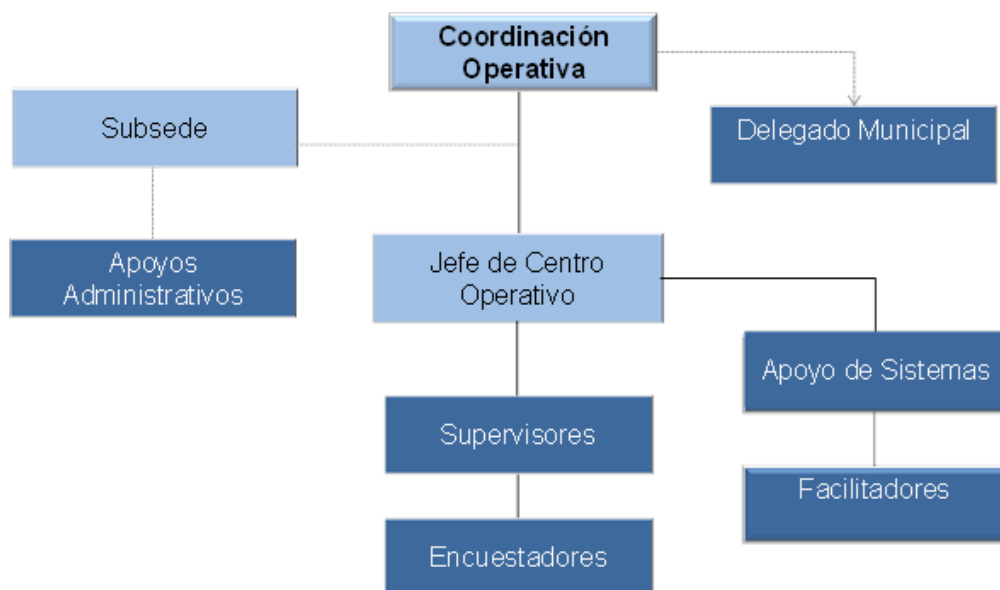 Coordinación
Operativa
Subsede
Delegado Municipal
Apoyos
Administrativos
Jefe de Centro
Operativo
Apoyo de Sistemas
Supervisores
Facilitadores
Encuestadores